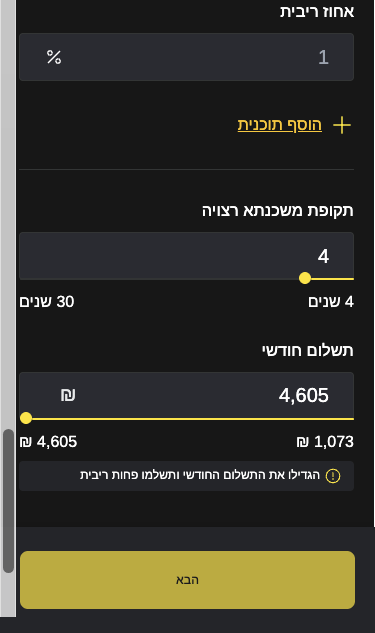 אחוז ריבית
1 %
הוסף תוכנית
תקופת משכנתא רצויה
4
4 שנים 30 שנים
תשלום חודשי
4,605 ₪
1,073 ₪ 4,605 ₪
הגדילו את התשלום החודשי ותשלמו פחות ריבית
הבא